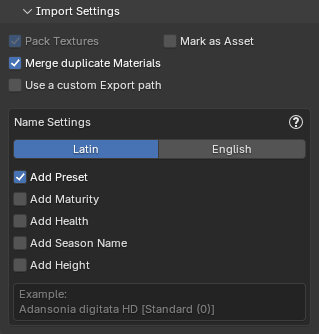 Import Settings
Pack Textures Mark as Asset
Merge duplicate Materials
Use a custom Export path
Name Settings
Latin English
Add Preset
Add Maturity
Add Health
Add Season Name
Add Height
Example:
Adansonia digitata HD [Standard (0)]